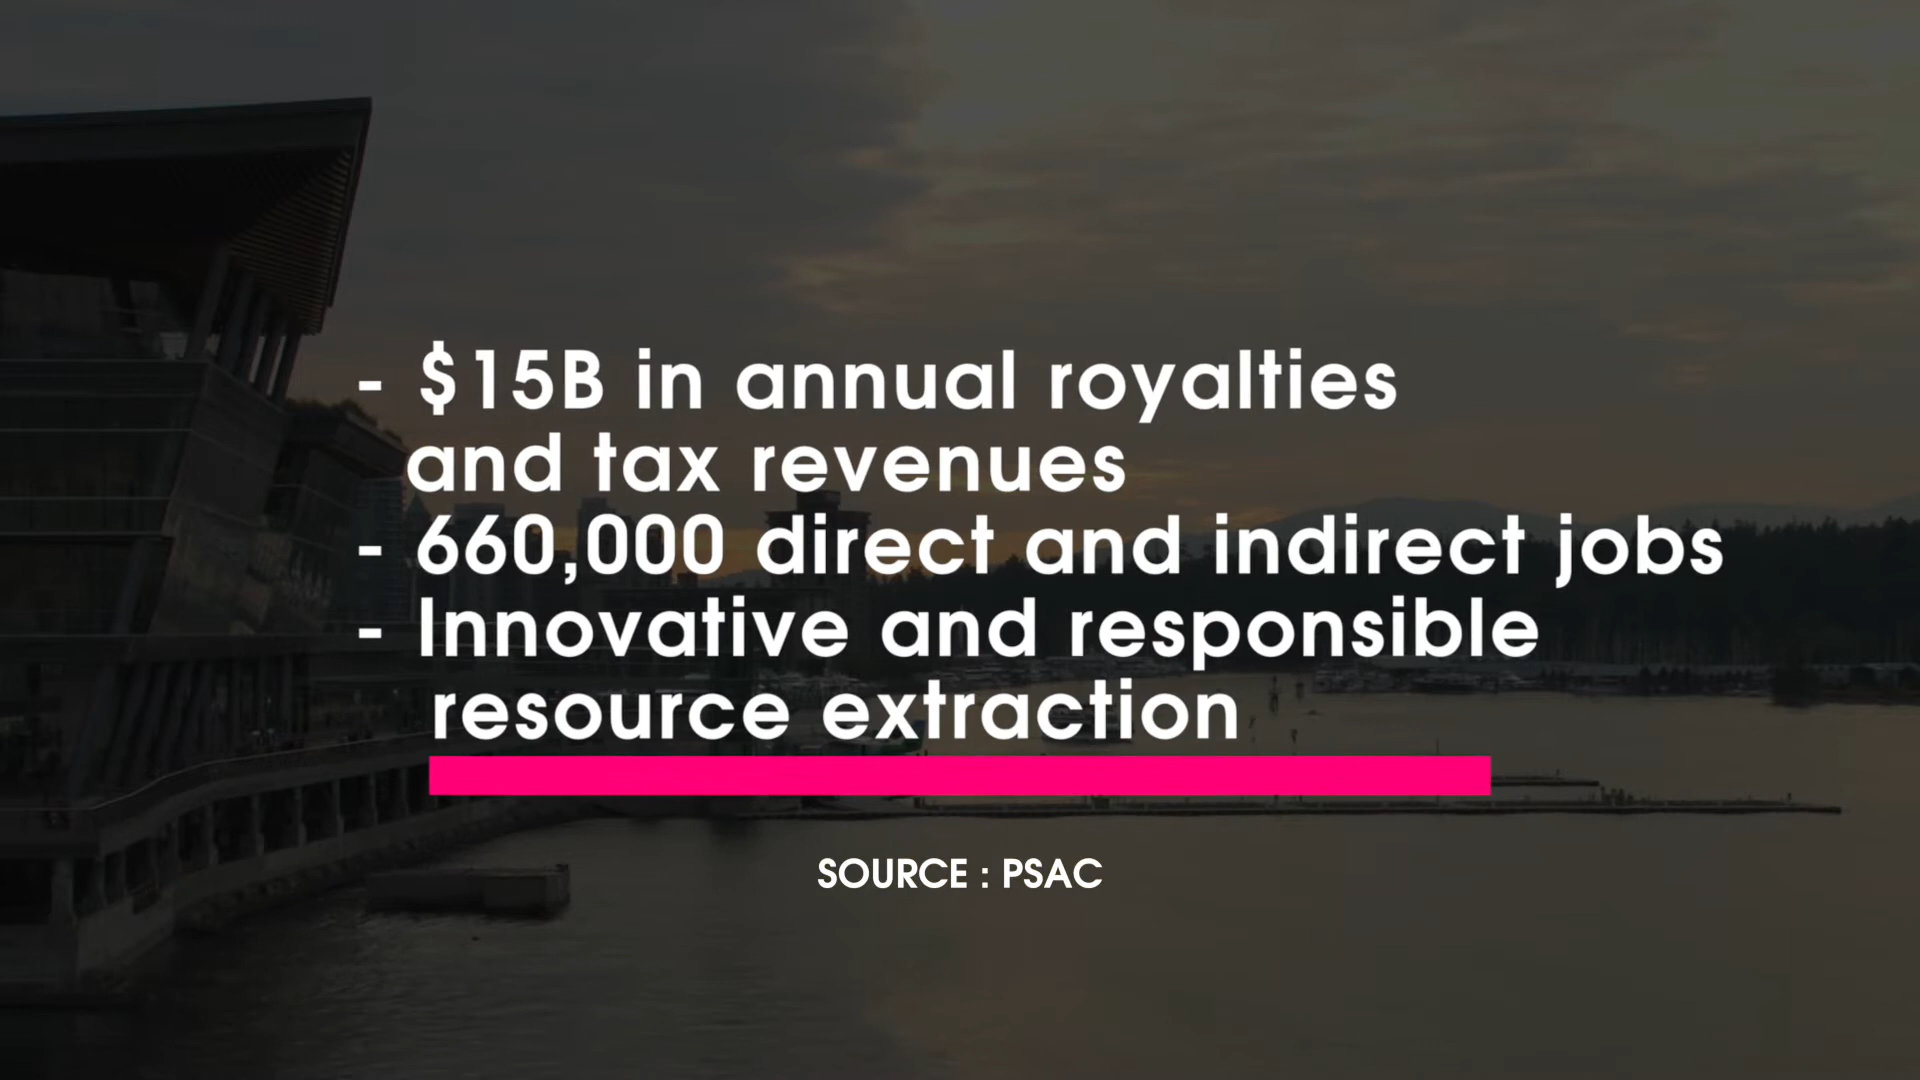 - $15B in annual royalties
and tax revenues
- 660,000 direct and indirect jobs
- Innovative and responsible
resource extraction
SOURCE : PSAC